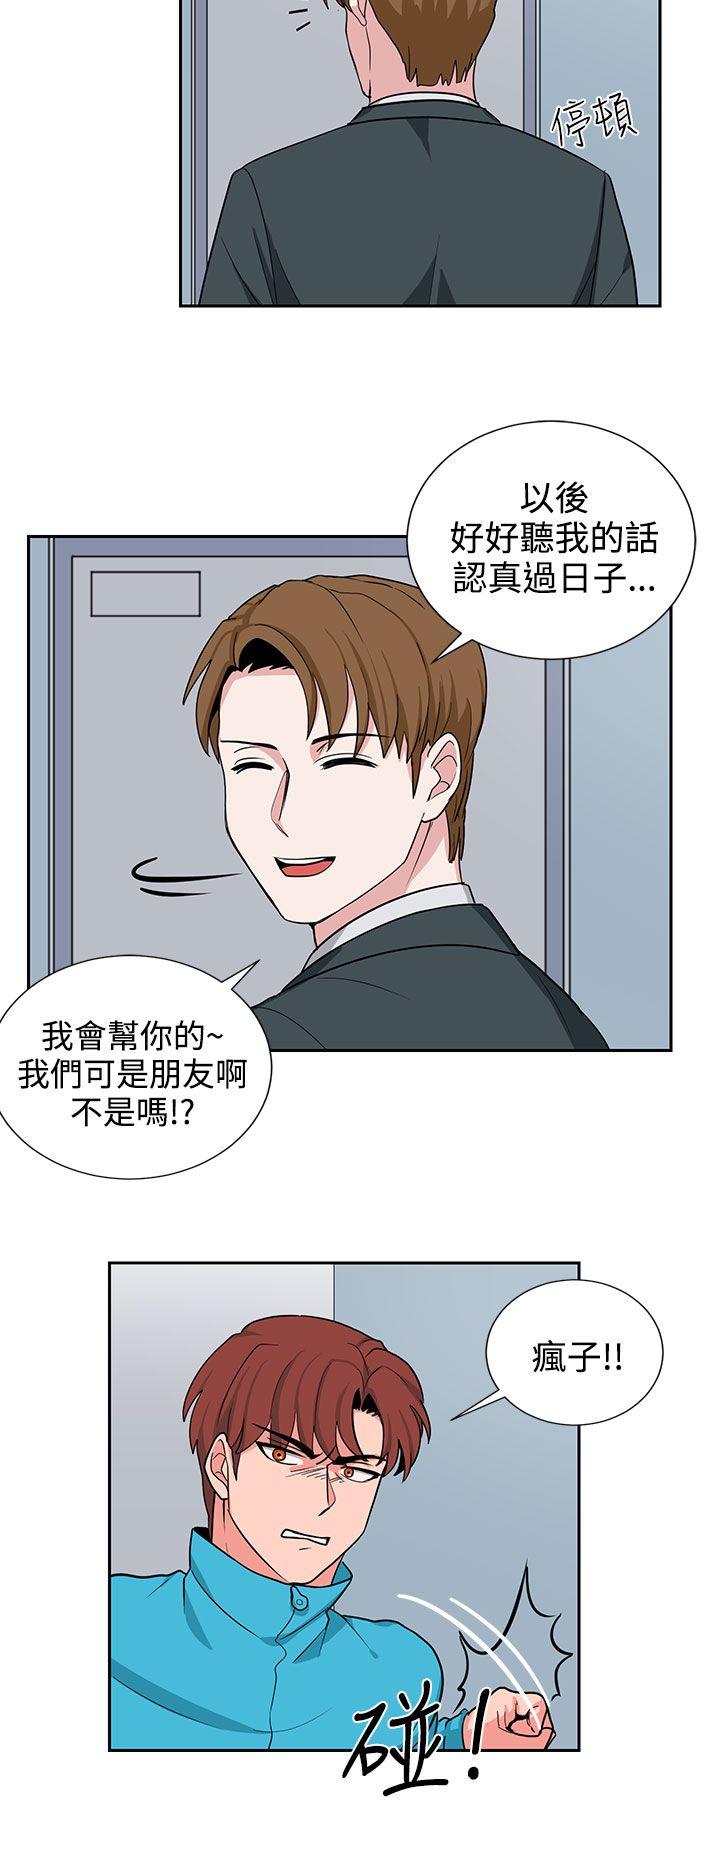 停頓
以後
好好聽我的話
認真過日子...
我會幫你的~
我們可是朋友啊
不是嗎!?
瘋子!!
碰!